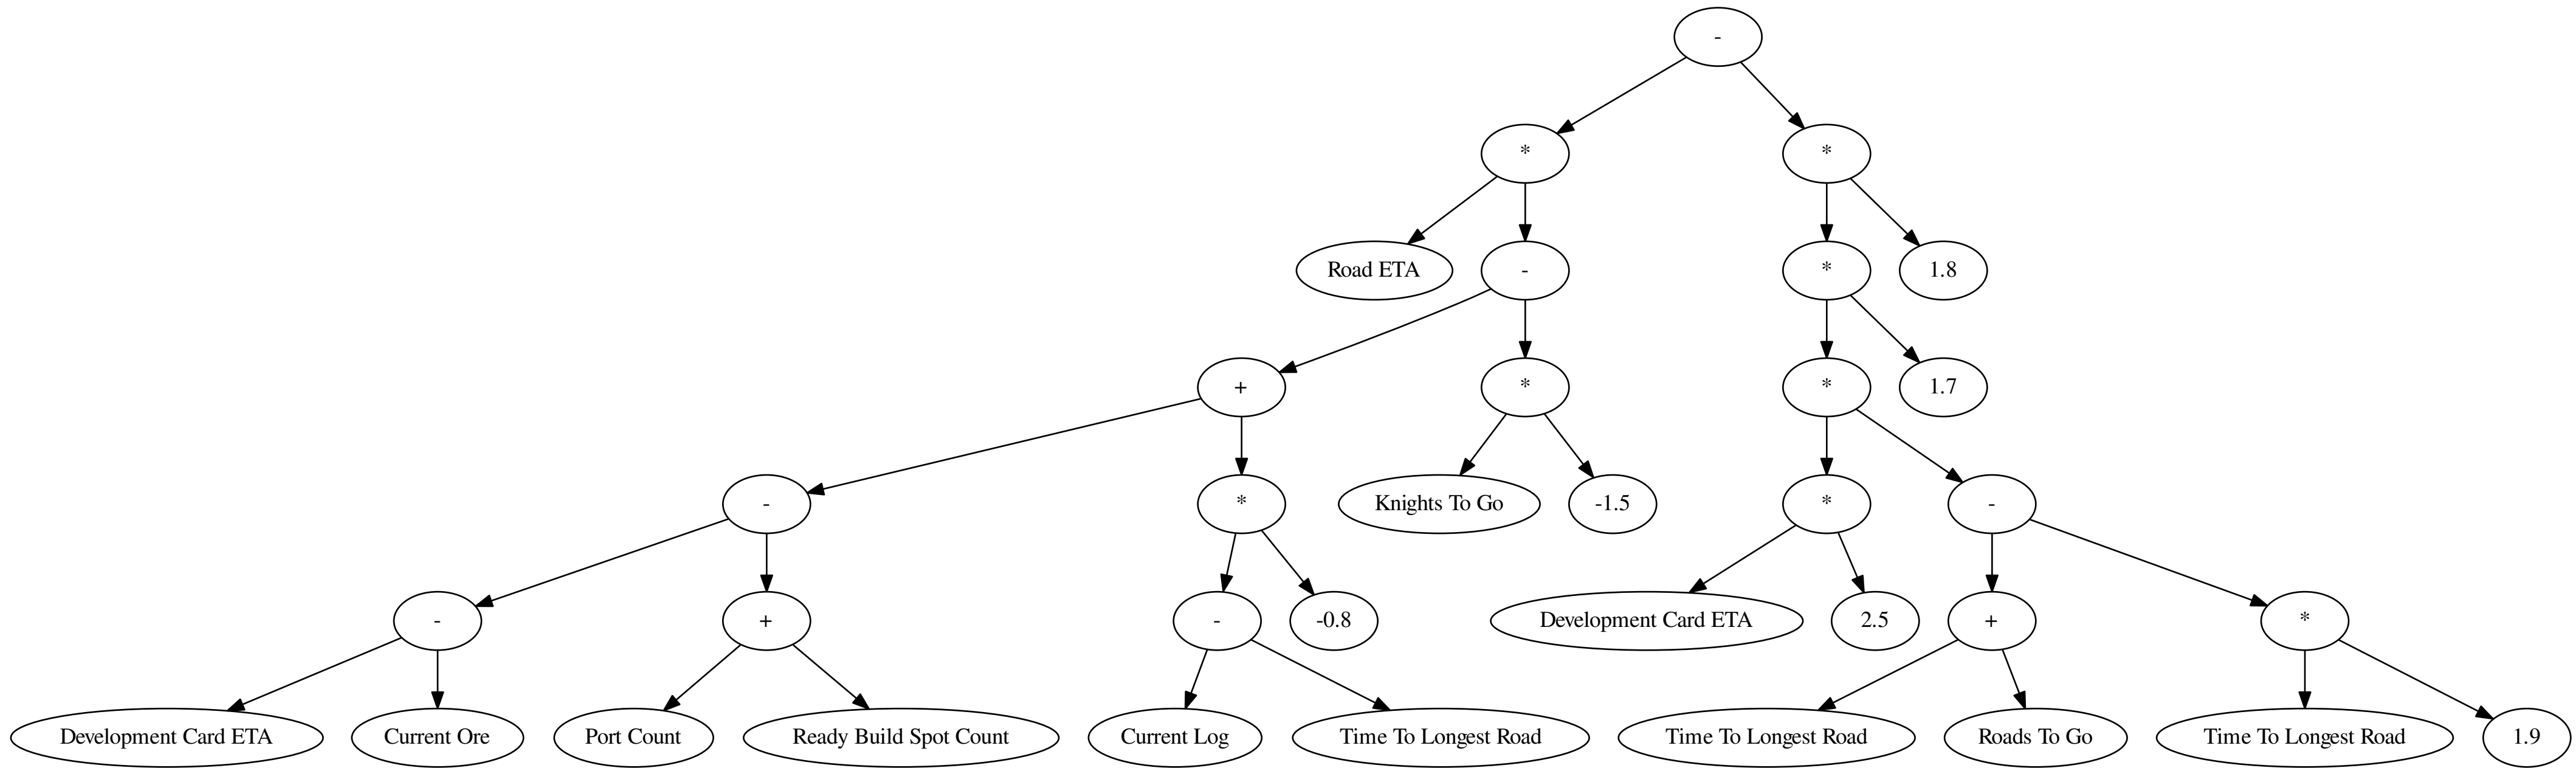 -
*
*
Road ETA
-
*
1.8
+
*
*
1.7
-
*
Knights To Go
-1.5
*
-
-
+
-
-0.8
Development Card ETA
2.5
+
*
Development Card ETA
Current Ore
Port Count
Ready Build Spot Count
Current Log
Time To Longest Road
Time To Longest Road
Roads To Go
Time To Longest Road
1.9